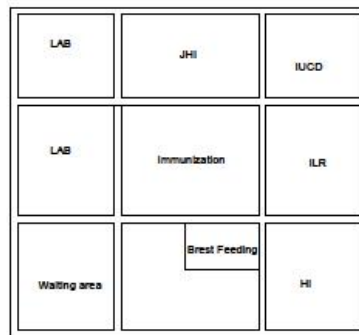 LAB
JHI
IUCD
LAB
Immunization
ILR
Brest Feeding
Waiting area
HI